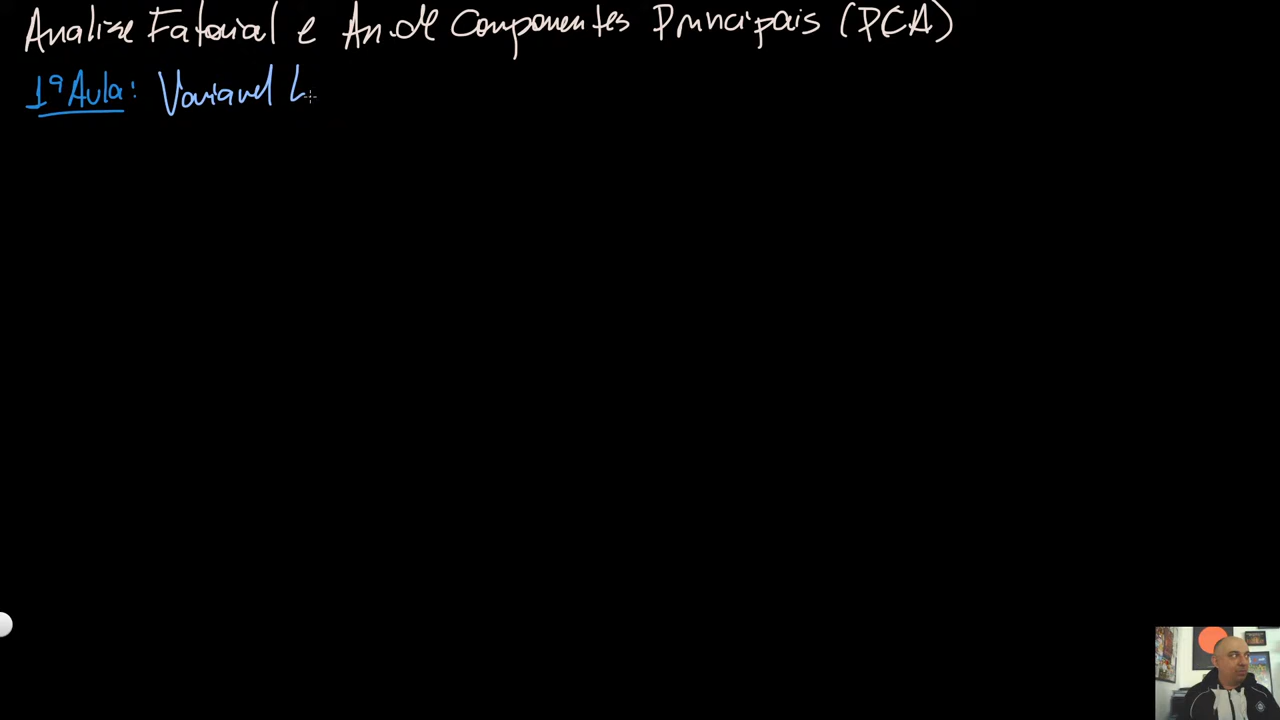 Analise Fatorial e An. de Componentes Principais (PCA)
1ª Aula: Variavel L